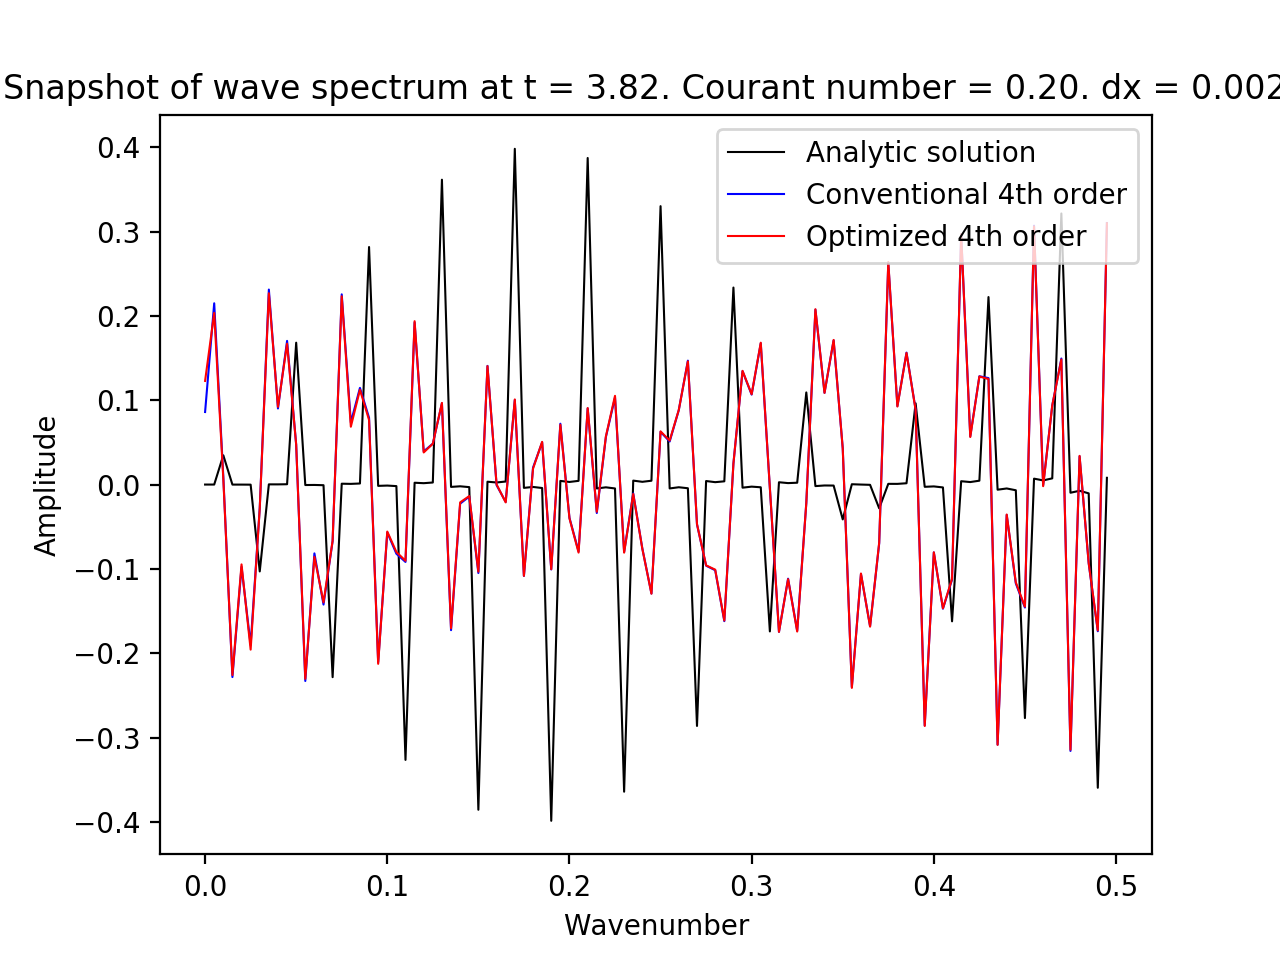 Snapshot of wave spectrum at t = 3.82. Courant number = 0.20. dx = 0.002
Analytic solution
Conventional 4th order
Optimized 4th order
0.4
0.3
0.2
0.1
0.0
−0.1
−0.2
−0.3
−0.4
Amplitude
0.0 0.1 0.2 0.3 0.4 0.5
Wavenumber